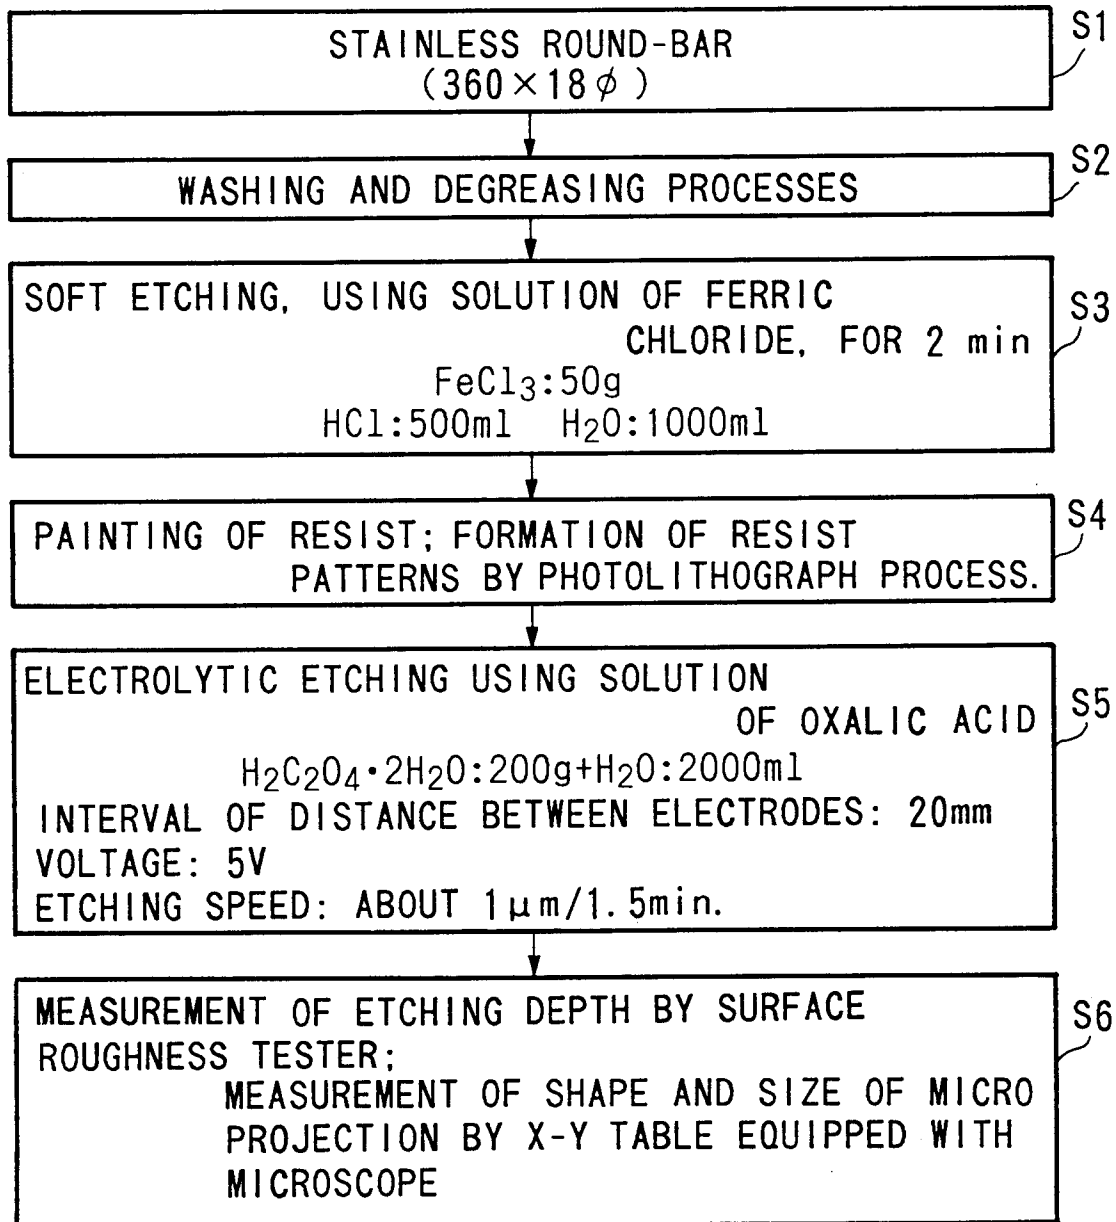 STAINLESS ROUND-BAR
(360×18φ)
S1
WASHING AND DEGREASING PROCESSES
S2
SOFT ETCHING, USING SOLUTION OF FERRIC
CHLORIDE, FOR 2 min
FeCl₃:50g
HCl:500ml H₂O:1000ml
S3
PAINTING OF RESIST; FORMATION OF RESIST
PATTERNS BY PHOTOLITHOGRAPH PROCESS.
S4
ELECTROLYTIC ETCHING USING SOLUTION
OF OXALIC ACID
H₂C₂O₄·2H₂O:200g+H₂O:2000ml
INTERVAL OF DISTANCE BETWEEN ELECTRODES: 20mm
VOLTAGE: 5V
ETCHING SPEED: ABOUT 1μm/1.5min.
S5
MEASUREMENT OF ETCHING DEPTH BY SURFACE
ROUGHNESS TESTER;
MEASUREMENT OF SHAPE AND SIZE OF MICRO
PROJECTION BY X-Y TABLE EQUIPPED WITH
MICROSCOPE
S6